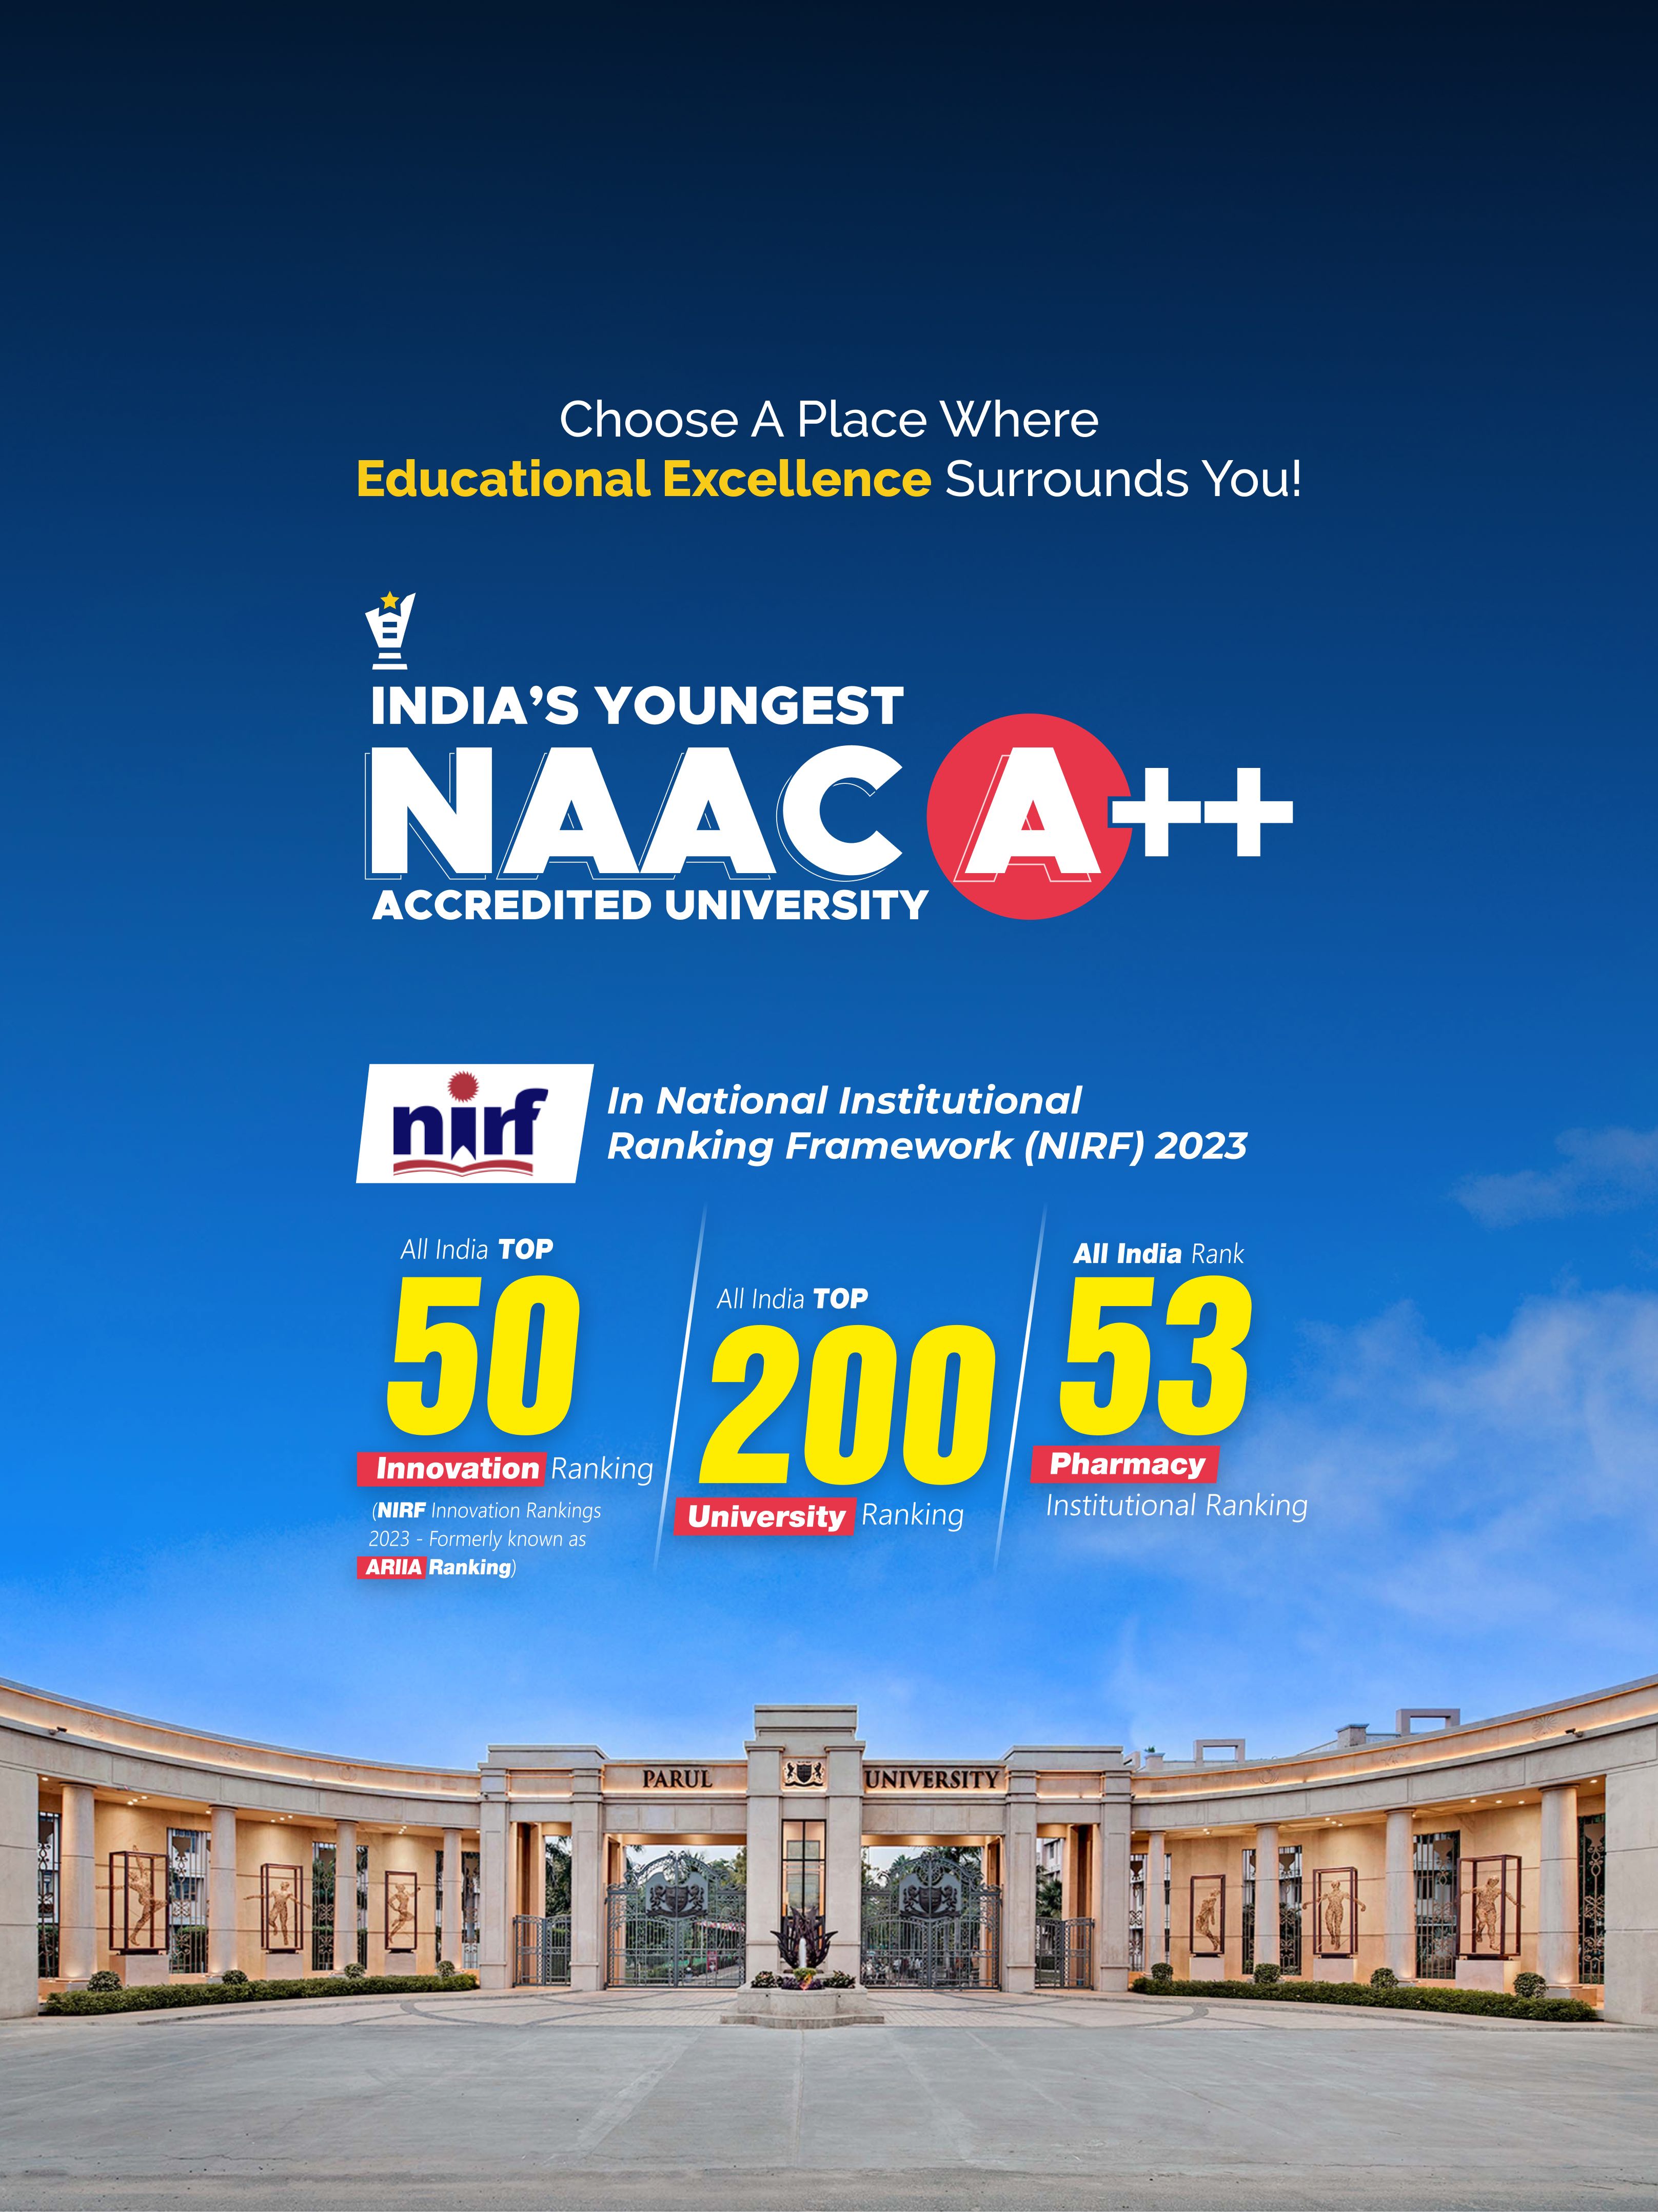 Choose A Place Where
Educational Excellence Surrounds You!
INDIA'S YOUNGEST
NAAC A++
ACCREDITED UNIVERSITY
nirf
In National Institutional
Ranking Framework (NIRF) 2023
All India TOP
50
Innovation Ranking
(NIRF Innovation Rankings
2023 - Formerly known as
ARIIA Ranking)
All India TOP
200
University Ranking
All India Rank
53
Pharmacy
Institutional Ranking
PARUL UNIVERSITY